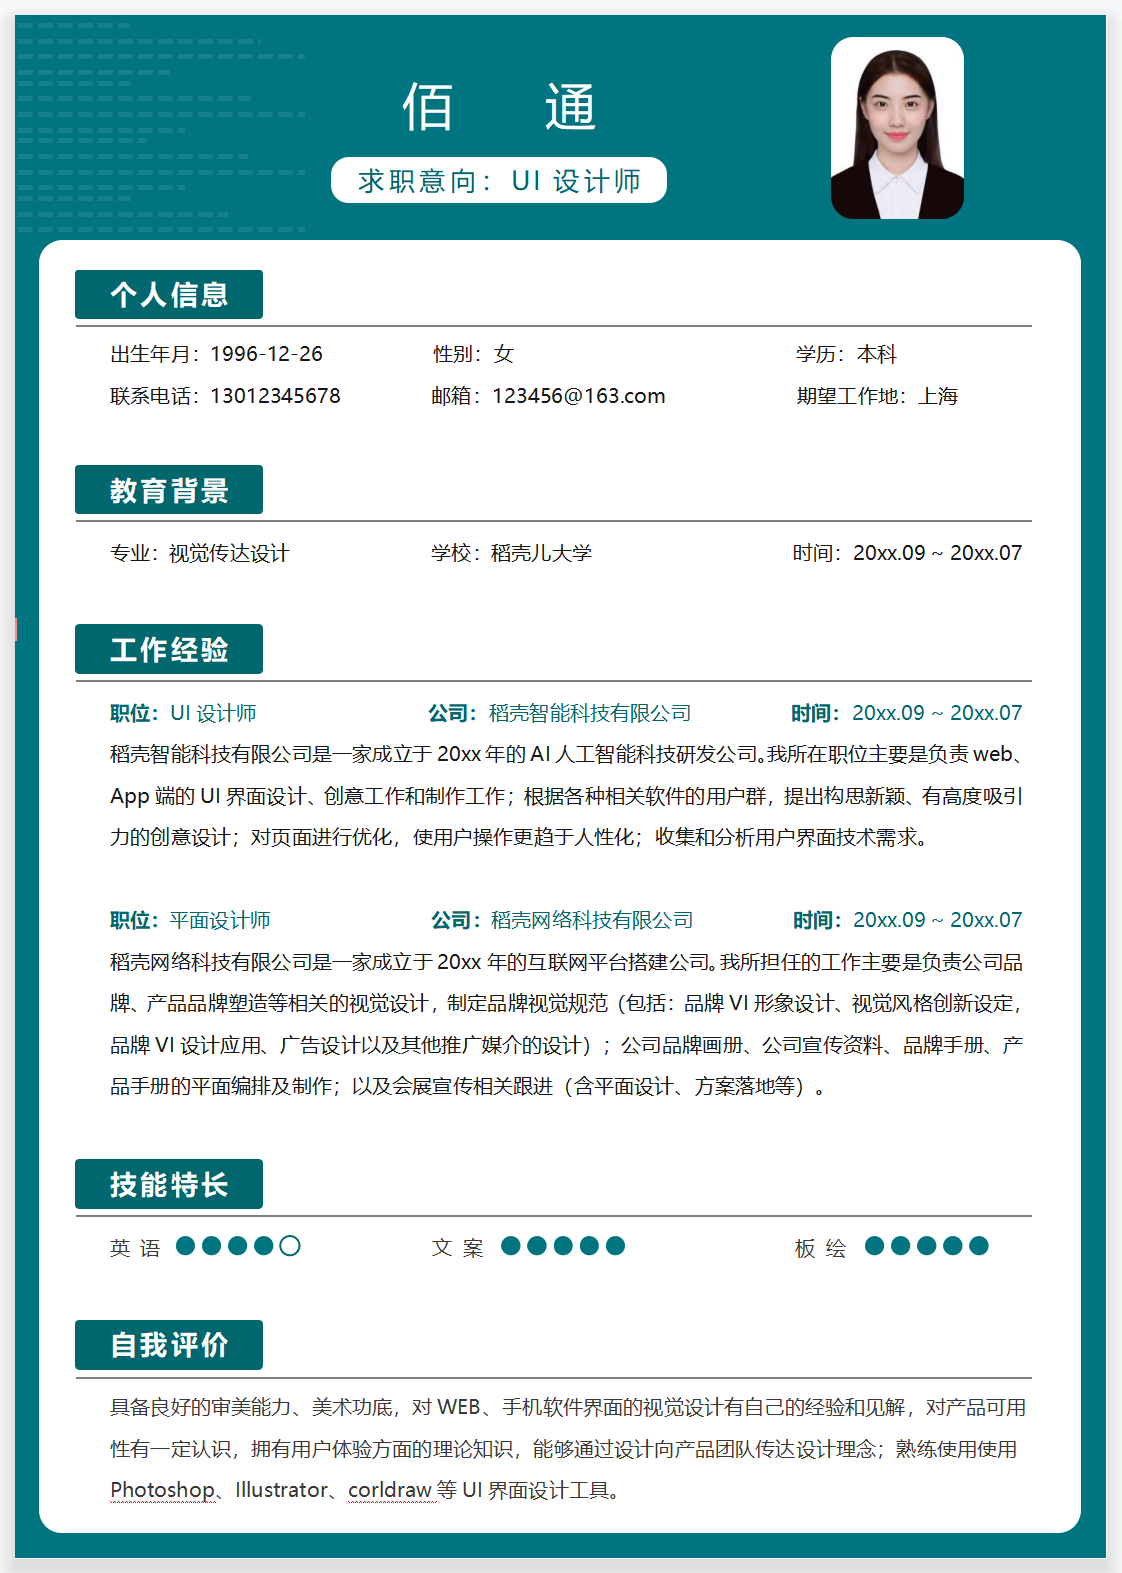 佰 通
求职意向：UI 设计师
个人信息
出生年月：1996-12-26 性别：女 学历：本科
联系电话：13012345678 邮箱：123456@163.com 期望工作地：上海
教育背景
专业：视觉传达设计 学校：稻壳儿大学 时间：20xx.09 ~ 20xx.07
工作经验
职位：UI 设计师 公司：稻壳智能科技有限公司 时间：20xx.09 ~ 20xx.07
稻壳智能科技有限公司是一家成立于 20xx 年的 AI 人工智能科技研发公司。我所在职位主要是负责 web、
App 端的 UI 界面设计、创意工作和制作工作；根据各种相关软件的用户群，提出构思新颖、有高度吸引
力的创意设计；对页面进行优化，使用户操作更趋于人性化；收集和分析用户界面技术需求。
职位：平面设计师 公司：稻壳网络科技有限公司 时间：20xx.09 ~ 20xx.07
稻壳网络科技有限公司是一家成立于 20xx 年的互联网平台搭建公司。我所担任的工作主要是负责公司品
牌、产品品牌塑造等相关的视觉设计，制定品牌视觉规范（包括：品牌 VI 形象设计、视觉风格创新设定，
品牌 VI 设计应用、广告设计以及其他推广媒介的设计）；公司品牌画册、公司宣传资料、品牌手册、产
品手册的平面编排及制作；以及会展宣传相关跟进（含平面设计、方案落地等）。
技能特长
英 语 文 案 板 绘
自我评价
具备良好的审美能力、美术功底，对 WEB、手机软件界面的视觉设计有自己的经验和见解，对产品可用
性有一定认识，拥有用户体验方面的理论知识，能够通过设计向产品团队传达设计理念；熟练使用使用
Photoshop、Illustrator、corldraw 等 UI 界面设计工具。